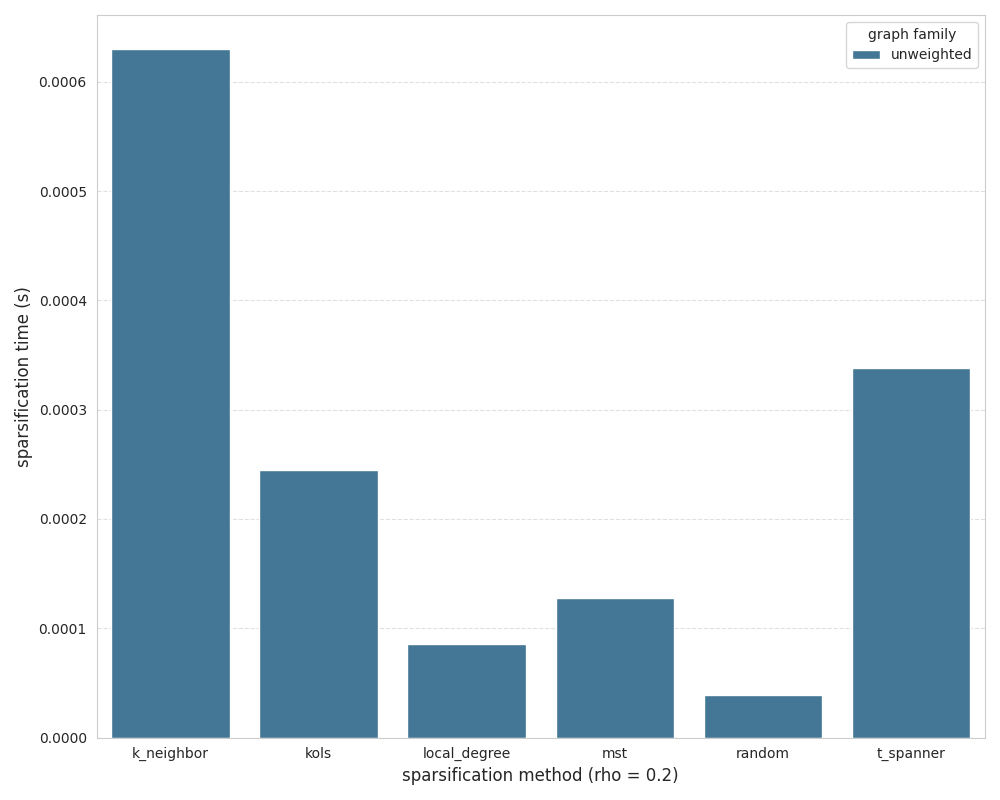 graph family
unweighted
sparsification time (s)
0.0006
0.0005
0.0004
0.0003
0.0002
0.0001
0.0000
k_neighbor
kols
local_degree
mst
random
t_spanner
sparsification method (rho = 0.2)